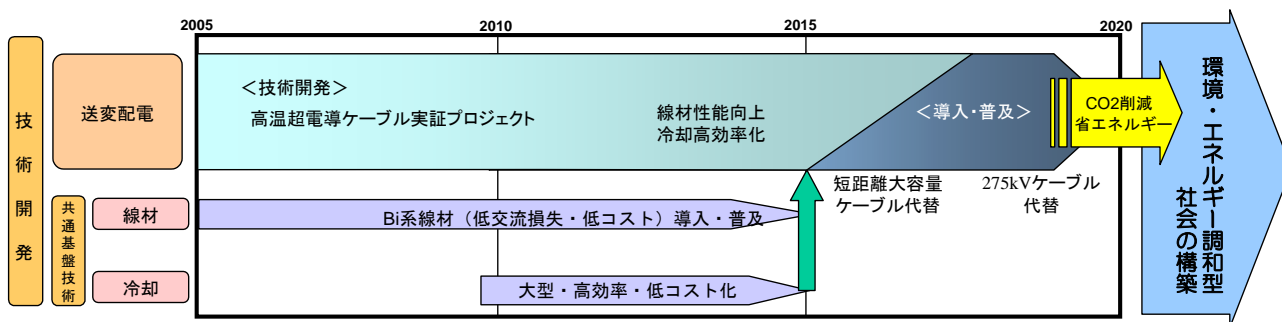 2005
2010
2015
2020
技術開発
送変配電
＜技術開発＞
高温超電導ケーブル実証プロジェクト
線材性能向上
冷却高効率化
＜導入・普及＞
CO2削減
省エネルギー
環境・エネルギー調和型
社会の構築
短距離大容量
ケーブル代替
275kVケーブル
代替
共通基盤技術
線材
Bi系線材（低交流損失・低コスト）導入・普及
冷却
大型・高効率・低コスト化